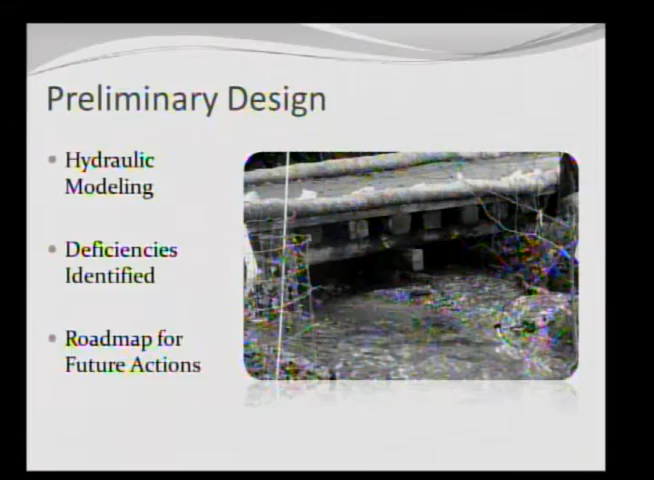 Preliminary Design
Hydraulic
Modeling
Deficiencies
Identified
Roadmap for
Future Actions